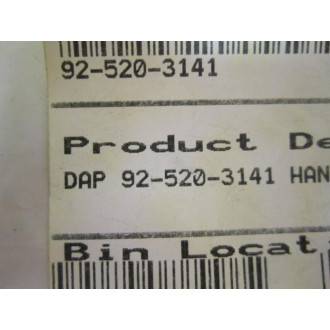 92-520-3141
Product De
DAP 92-520-3141 HAN
Bin Locat